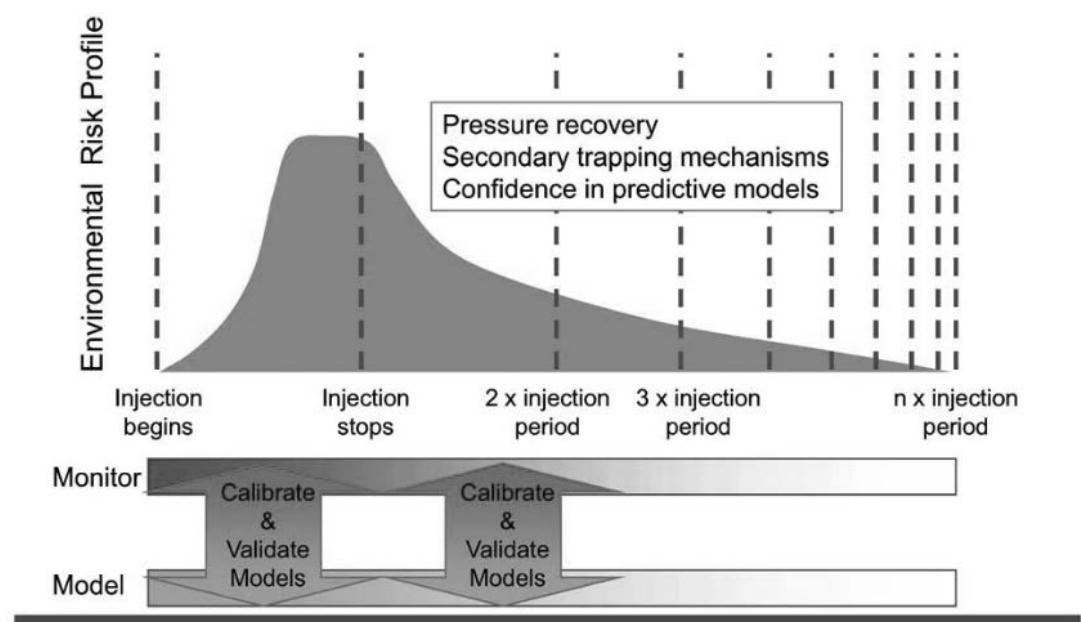 Environmental Risk Profile
Pressure recovery
Secondary trapping mechanisms
Confidence in predictive models
Injection
begins
Injection
stops
2 x injection
period
3 x injection
period
n x injection
period
Monitor
Calibrate
&
Validate
Models
Calibrate
&
Validate
Models
Model